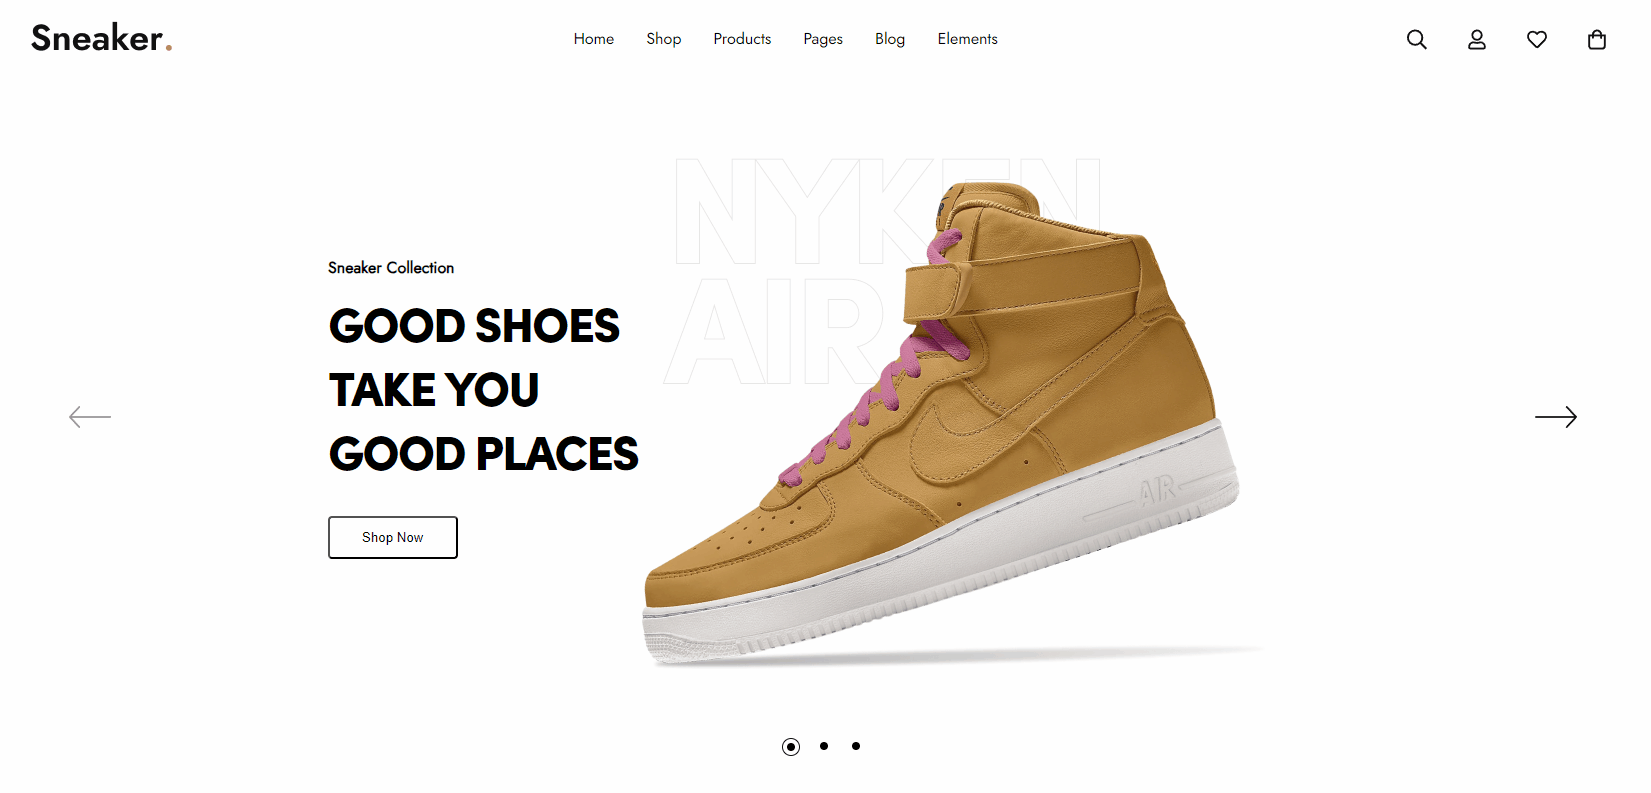 Sneaker.
Home Shop Products Pages Blog Elements
NYKEN
AIR
Sneaker Collection
GOOD SHOES
TAKE YOU
GOOD PLACES
Shop Now
AIR